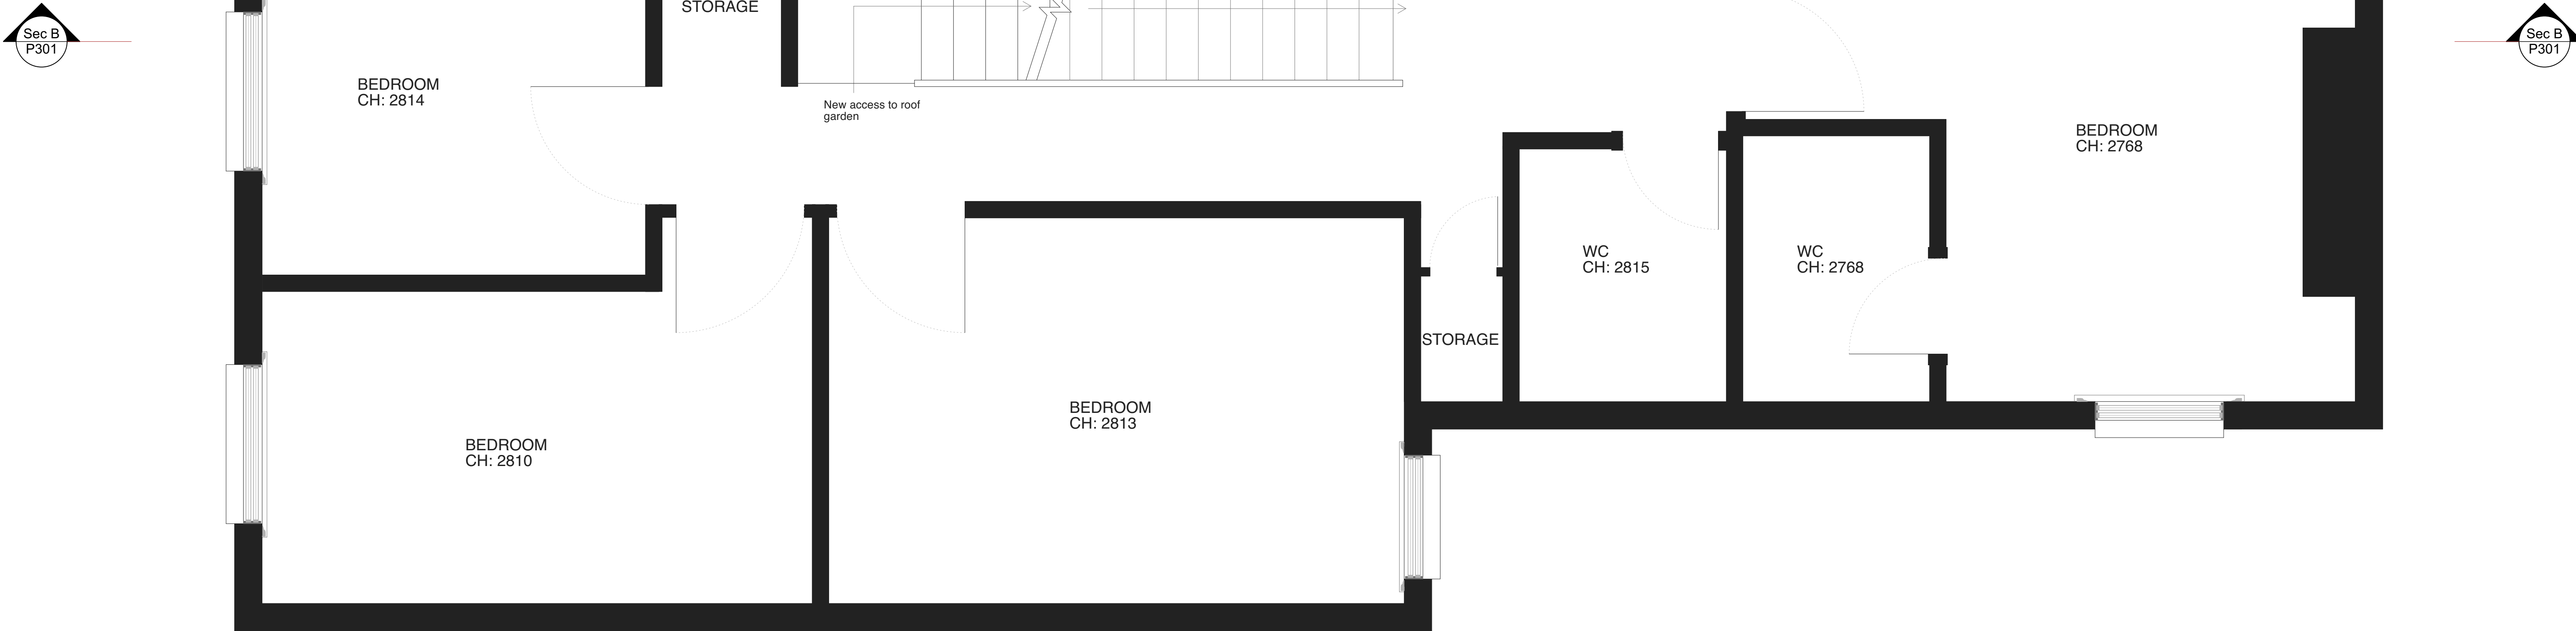 STORAGE
Sec B
P301
Sec B
P301
BEDROOM
CH: 2814
New access to roof
garden
BEDROOM
CH: 2768
WC
CH: 2815
WC
CH: 2768
STORAGE
BEDROOM
CH: 2813
BEDROOM
CH: 2810